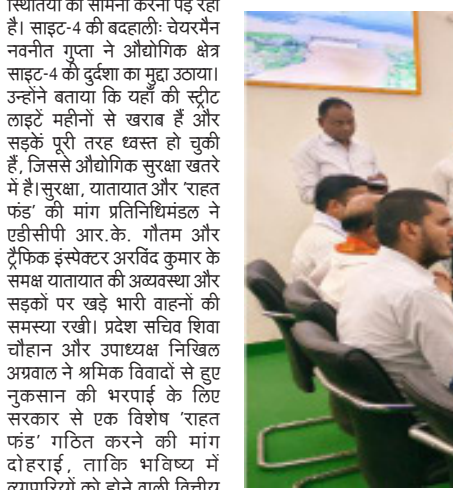 स्थितियों का सामना करना पड़ रहा
है। साइट-4 की बदहालीः चेयरमैन
नवनीत गुप्ता ने औद्योगिक क्षेत्र
साइट-4 की दुर्दशा का मुद्दा उठाया।
उन्होंने बताया कि यहाँ की स्ट्रीट
लाइटें महीनों से खराब हैं और
सड़कें पूरी तरह ध्वस्त हो चुकी
हैं, जिससे औद्योगिक सुरक्षा खतरे
में है।सुरक्षा, यातायात और 'राहत
फंड' की मांग प्रतिनिधिमंडल ने
एडीसीपी आर.के. गौतम और
ट्रैफिक इंस्पेक्टर अरविंद कुमार के
समक्ष यातायात की अव्यवस्था और
सड़कों पर खड़े भारी वाहनों की
समस्या रखी। प्रदेश सचिव शिवा
चौहान और उपाध्यक्ष निखिल
अग्रवाल ने श्रमिक विवादों से हुए
नुकसान की भरपाई के लिए
सरकार से एक विशेष 'राहत
फंड' गठित करने की मांग
दोहराई, ताकि भविष्य में
व्यापारियों को होने वाली वित्तीय